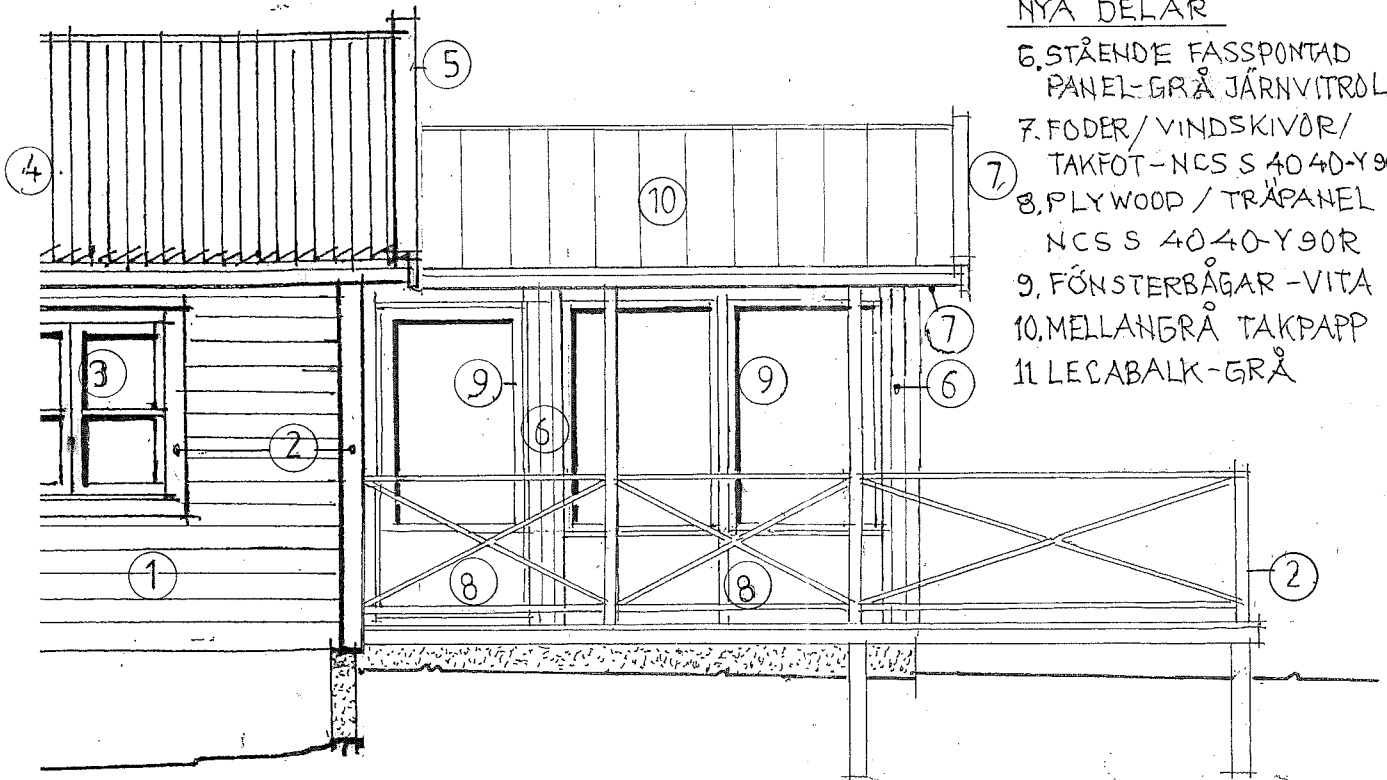 NYA DELAR
6. STÅENDE FASSPONTAD
PANEL-GRÅ JÄRNVITROL
7. FODER/VINDSKIVOR/
TAKFOT-NCS S 4040-Y90
8. PLYWOOD / TRÄPANEL
NCS S 4040-Y90R
9. FÖNSTERBÅGAR -VITA
10. MELLANGRÅ TAKPAPP
11 LECABALK-GRÅ
5
4
10
7
3
9
9
7
6
6
2
1
8
8
2